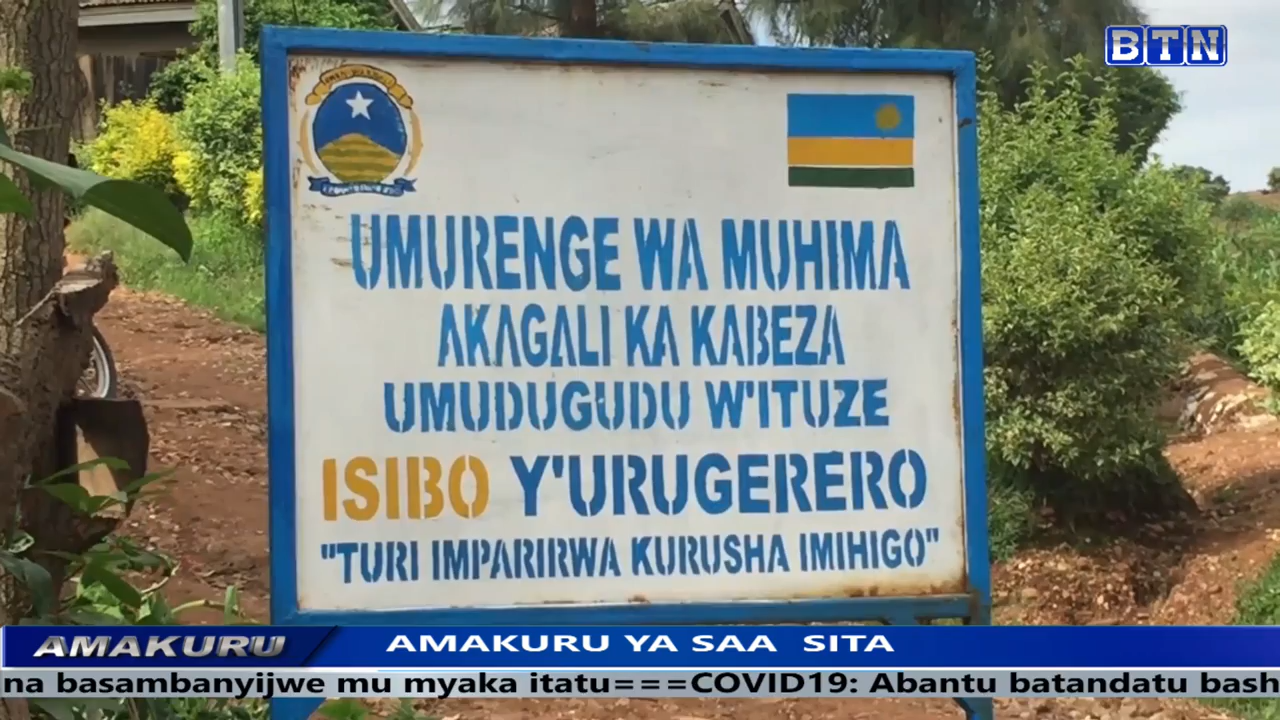 BTN
UMURENGE WA MUHIMA
AKAGALI KA KABEZA
UMUDUGUDU W'ITUZE
ISIBO Y'URUGERERO
"TURI IMPARIRWA KURUSHA IMIHIGO"
AMAKURU
AMAKURU YA SAA SITA
na basambanyijwe mu myaka itatu===COVID19: Abantu batandatu bash